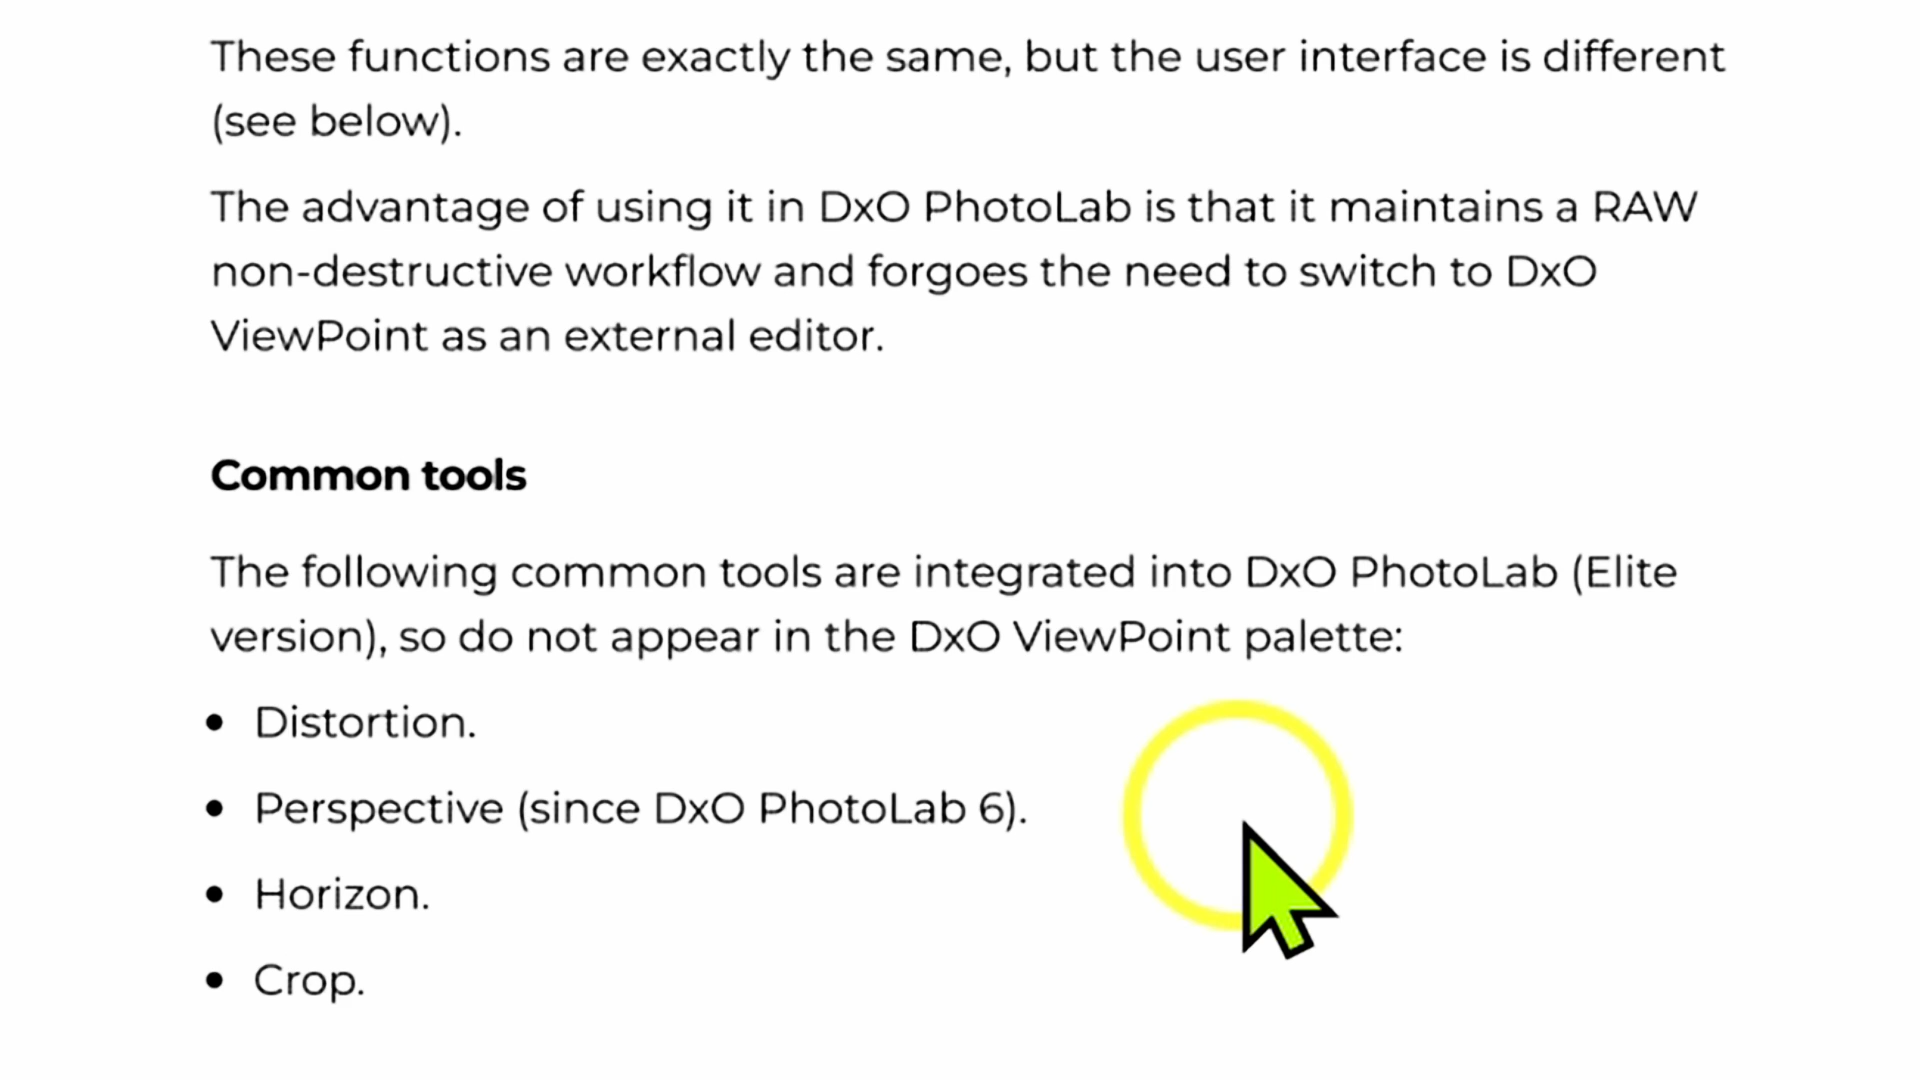 These functions are exactly the same, but the user interface is different
(see below).
The advantage of using it in DxO PhotoLab is that it maintains a RAW
non-destructive workflow and forgoes the need to switch to DxO
ViewPoint as an external editor.
Common tools
The following common tools are integrated into DxO PhotoLab (Elite
version), so do not appear in the DxO ViewPoint palette:
• Distortion.
• Perspective (since DxO PhotoLab 6).
• Horizon.
• Crop.